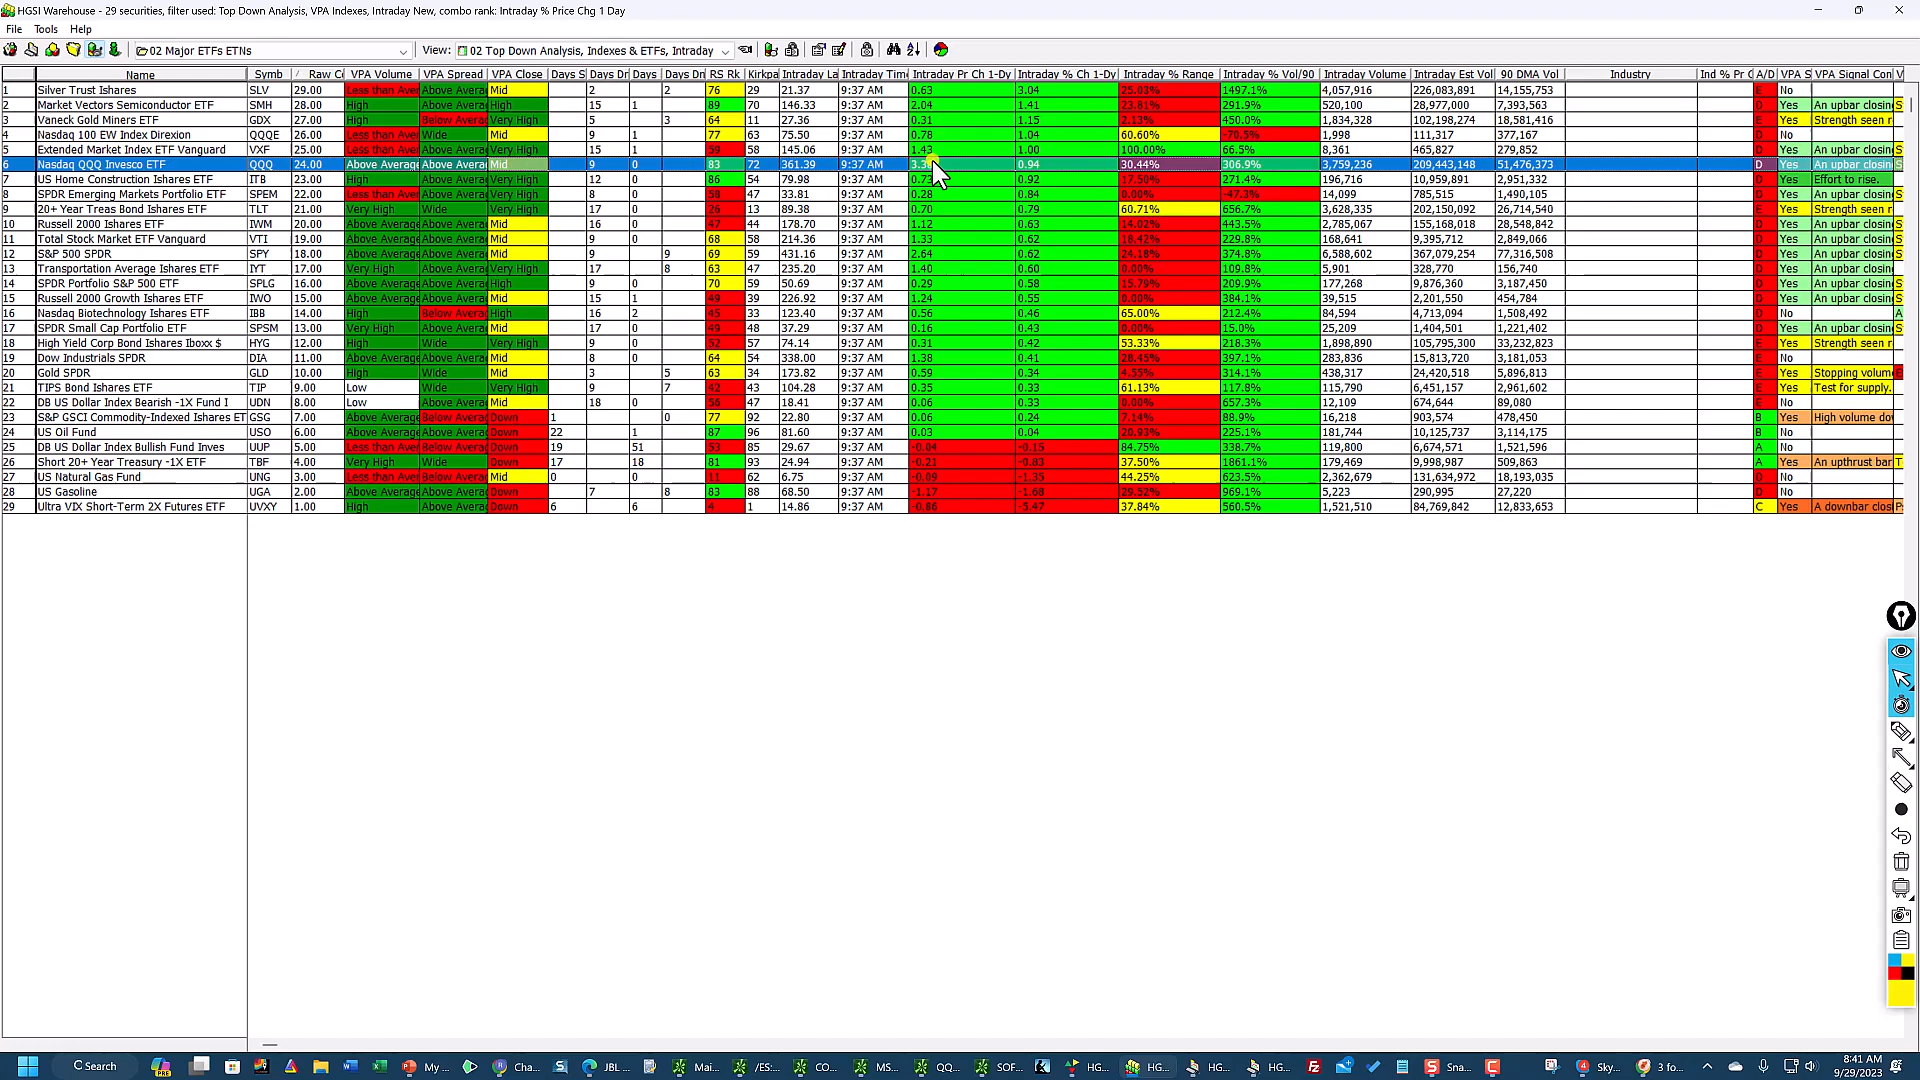 HGSI Warehouse - 29 securities, filter used: Top Down Analysis, VPA Indexes, Intraday New, combo rank: Intraday % Price Chg 1 Day
File Tools Help
02 Major ETFs ETNs View: 02 Top Down Analysis, Indexes & ETFs, Intraday
Name Symb Raw C VPA Volume VPA Spread VPA Close Days S Days Dr Days Days Dn RS Rk Kirkpa Intraday La Intraday Time Intraday Pr Ch 1-Dy Intraday % Ch 1-Dy Intraday % Range Intraday % Vol/90 Intraday Volume Intraday Est Vol 90 DMA Vol Industry Ind % Pr C A/D VPA S VPA Signal Con V
1 Silver Trust Ishares SLV 29.00 Less than Aver Above Avera Mid 2 2 76 29 21.37 9:37 AM 0.63 3.04 25.03% 1497.1% 4,057,916 226,083,891 14,155,753 E No
2 Market Vectors Semiconductor ETF SMH 28.00 High Above Avera High 15 1 89 70 146.33 9:37 AM 2.04 1.41 23.81% 291.9% 520,100 28,977,000 7,393,563 D Yes An upbar closing S
3 Vaneck Gold Miners ETF GDX 27.00 High Below Avera Very High 5 3 64 11 27.36 9:37 AM 0.31 1.15 2.13% 450.0% 1,834,328 102,198,274 18,581,416 D Yes Strength seen r
4 Nasdaq 100 EW Index Direxion QQQE 26.00 Less than Aver Wide Mid 9 1 77 63 75.50 9:37 AM 0.78 1.04 60.60% -70.5% 1,998 111,317 377,167 D No
5 Extended Market Index ETF Vanguard VXF 25.00 Less than Aver Above Avera Very High 15 1 59 58 145.06 9:37 AM 1.43 1.00 100.00% 66.5% 8,361 465,827 279,852 D Yes An upbar closing S
6 Nasdaq QQQ Invesco ETF QQQ 24.00 Above Average Above Avera Mid 9 0 83 72 361.39 9:37 AM 0.94 30.44% 306.9% 3,759,236 209,443,148 51,476,373 D Yes An upbar closing S
7 US Home Construction Ishares ETF ITB 23.00 High Above Avera Very High 12 0 86 54 79.98 9:37 AM 0.73 0.92 17.50% 271.4% 196,716 10,959,891 2,951,332 D Yes Effort to rise.
8 SPDR Emerging Markets Portfolio ETF SPEM 22.00 Less than Aver Above Avera Very High 8 0 58 47 33.81 9:37 AM 0.28 0.84 0.00% -47.3% 14,099 785,515 1,490,105 D Yes An upbar closing S
9 20+ Year Treas Bond Ishares ETF TLT 21.00 Very High Wide Very High 17 0 26 13 89.38 9:37 AM 0.70 0.79 60.71% 656.7% 3,628,335 202,150,092 26,714,540 E Yes Strength seen r
10 Russell 2000 Ishares ETF IWM 20.00 Above Average Above Avera Mid 16 0 47 44 178.70 9:37 AM 1.12 0.63 14.02% 443.5% 2,785,067 155,168,018 28,548,842 D Yes An upbar closing S
11 Total Stock Market ETF Vanguard VTI 19.00 Above Average Above Avera Mid 9 0 68 58 214.36 9:37 AM 1.33 0.62 18.42% 229.8% 168,641 9,395,712 2,849,066 D Yes An upbar closing S
12 S&P 500 SPDR SPY 18.00 Above Average Above Avera Mid 9 9 69 59 431.16 9:37 AM 2.64 0.62 24.18% 374.8% 6,588,602 367,079,254 77,316,508 D Yes An upbar closing S
13 Transportation Average Ishares ETF IYT 17.00 Very High Above Avera Very High 17 8 63 47 235.20 9:37 AM 1.40 0.60 0.00% 109.8% 5,901 328,770 156,740 D Yes An upbar closing S
14 SPDR Portfolio S&P 500 ETF SPLG 16.00 Above Average Above Avera High 9 0 70 59 50.69 9:37 AM 0.29 0.58 15.79% 209.9% 177,268 9,876,360 3,187,450 D Yes An upbar closing S
15 Russell 2000 Growth Ishares ETF IWO 15.00 Above Average Above Avera Mid 15 1 49 39 226.92 9:37 AM 1.24 0.55 0.00% 384.1% 39,515 2,201,550 454,784 D Yes An upbar closing S
16 Nasdaq Biotechnology Ishares ETF IBB 14.00 High Below Avera Mid 16 2 45 33 123.40 9:37 AM 0.56 0.46 65.00% 212.4% 84,594 4,713,094 1,508,492 D No A
17 SPDR Small Cap Portfolio ETF SPSM 13.00 Very High Above Avera Mid 17 0 49 48 37.29 9:37 AM 0.16 0.43 0.00% 15.0% 25,209 1,404,501 1,221,402 D Yes An upbar closing S
18 High Yield Corp Bond Ishares Iboxx $ HYG 12.00 High Wide Very High 17 0 52 57 74.14 9:37 AM 0.31 0.42 53.33% 218.3% 1,898,890 105,795,300 33,232,823 E Yes Strength seen r
19 Dow Industrials SPDR DIA 11.00 Above Average Above Avera Mid 8 0 64 54 338.00 9:37 AM 1.38 0.41 28.45% 397.1% 283,836 15,813,720 3,181,053 E No
20 Gold SPDR GLD 10.00 High Wide Mid 3 5 63 34 173.82 9:37 AM 0.59 0.34 4.55% 313.5% 438,317 24,420,518 5,896,813 E Yes Stopping volum
21 TIPS Bond Ishares ETF TIP 9.00 Low Wide Very High 9 7 42 43 104.28 9:37 AM 0.35 0.33 61.13% 117.8% 115,790 6,451,157 2,961,602 E Yes Test for supply.
22 DB US Dollar Index Bearish -1X Fund I UDN 8.00 Low Above Avera Mid 18 0 56 47 18.41 9:37 AM 0.06 0.33 0.00% 657.3% 12,109 674,644 89,080 E No
23 S&P GSCI Commodity-Indexed Ishares ET GSG 7.00 Above Average Below Avera Down 1 0 77 92 22.80 9:37 AM 0.06 0.24 7.14% 88.9% 16,218 903,574 478,450 B Yes High volume do
24 US Oil Fund USO 6.00 Above Average Above Avera Down 22 1 87 96 81.60 9:37 AM 0.03 0.04 20.93% 225.1% 181,744 10,125,737 3,114,175 B No
25 DB US Dollar Index Bullish Fund Inves UUP 5.00 Less than Aver Below Avera Down 19 51 53 85 29.67 9:37 AM -0.04 -0.15 84.75% 338.7% 119,800 6,674,571 1,521,596 A No
26 Short 20+ Year Treasury -1X ETF TBF 4.00 Very High Wide Down 17 18 81 93 24.94 9:37 AM -0.21 -0.83 37.50% 1861.1% 179,469 9,998,987 509,863 A Yes An upthrust bar T
27 US Natural Gas Fund UNG 3.00 Less than Aver Below Avera Mid 0 0 11 62 6.75 9:37 AM -0.09 -1.35 44.25% 623.5% 2,362,679 131,634,972 18,193,035 D No
28 US Gasoline UGA 2.00 Above Average Above Avera Down 7 8 83 88 68.50 9:37 AM -1.17 -1.68 29.52% 969.1% 5,223 290,995 27,220 D No
29 Ultra VIX Short-Term 2X Futures ETF UVXY 1.00 High Above Avera Down 6 6 4 1 14.86 9:37 AM -0.86 -5.47 37.84% 560.5% 1,521,510 84,769,842 12,833,653 C Yes A downbar closi P
Search My ... Cha... JBL ... Mai... /ES:... CO... MS... QQ... SOF... HG... HG... HG... HG... Sna... Sky... 3 fo... 8:41 AM
9/29/2023